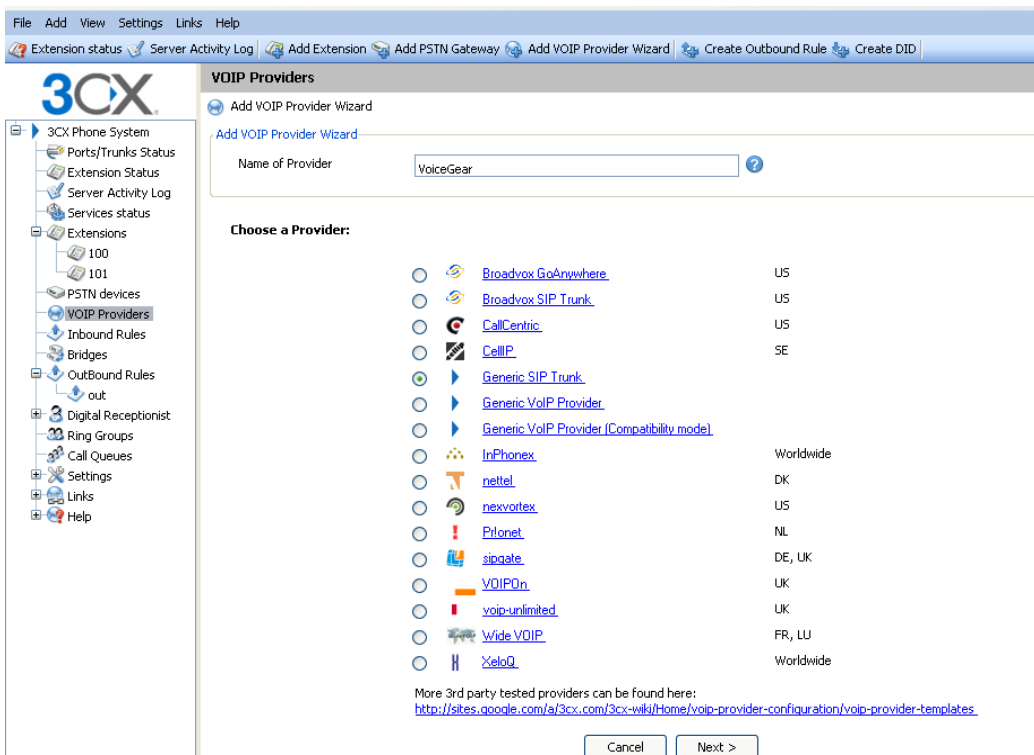 File Add View Settings Links Help
Extension status Server Activity Log Add Extension Add PSTN Gateway Add VOIP Provider Wizard Create Outbound Rule Create DID
3CX
3CX Phone System
Ports/Trunks Status
Extension Status
Server Activity Log
Services status
Extensions
100
101
PSTN devices
VOIP Providers
Inbound Rules
Bridges
OutBound Rules
out
Digital Receptionist
Ring Groups
Call Queues
Settings
Links
Help
VOIP Providers
Add VOIP Provider Wizard
Add VOIP Provider Wizard
Name of Provider VoiceGear
Choose a Provider:
Broadvox GoAnywhere US
Broadvox SIP Trunk US
CallCentric US
CellIP SE
Generic SIP Trunk
Generic VoIP Provider
Generic VoIP Provider (Compatibility mode)
InPhonex Worldwide
nettel DK
nexvortex US
Pr!onet NL
sipgate DE, UK
VOIPOn UK
voip-unlimited UK
Wide VOIP FR, LU
XeloQ Worldwide
More 3rd party tested providers can be found here:
http://sites.google.com/a/3cx.com/3cx-wiki/Home/voip-provider-configuration/voip-provider-templates
Cancel Next >